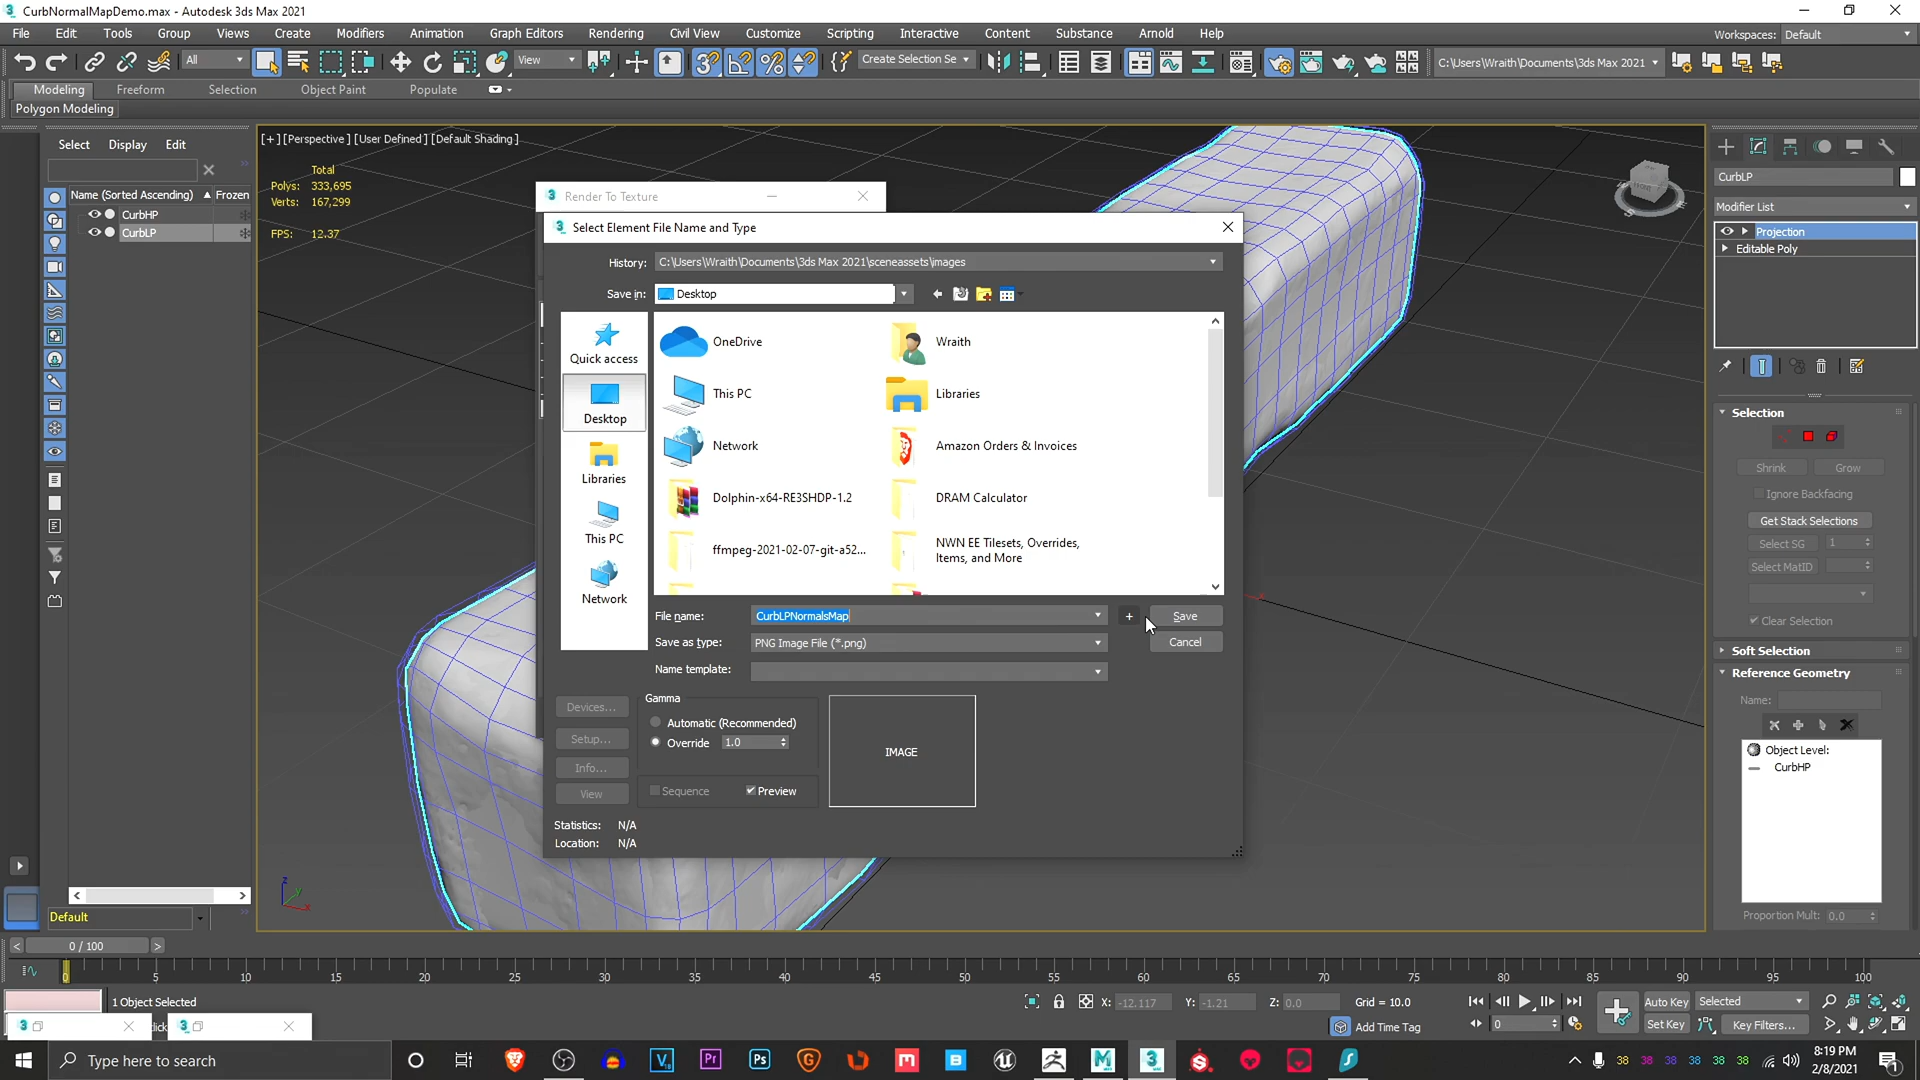 CurbNormalMapDemo.max - Autodesk 3ds Max 2021
File Edit Tools Group Views Create Modifiers Animation Graph Editors Rendering Civil View Customize Scripting Interactive Content Substance Arnold Help
Workspaces: Default
All View Create Selection Se C:\Users\Wraith\Documents\3ds Max 2021
Modeling Freeform Selection Object Paint Populate
Polygon Modeling
Select Display Edit
Name (Sorted Ascending) Frozen
CurbHP
CurbLP
Default
[+] [Perspective] [User Defined] [Default Shading]
Total
Polys: 333,695
Verts: 167,299
FPS: 12.37
Render To Texture
Select Element File Name and Type
History: C:\Users\Wraith\Documents\3ds Max 2021\sceneassets\images
Save in: Desktop
Quick access
Desktop
Libraries
This PC
Network
OneDrive
Wraith
This PC
Libraries
Network
Amazon Orders & Invoices
Dolphin-x64-RE3SHDP-1.2
DRAM Calculator
ffmpeg-2021-02-07-git-a52...
NWN EE Tilesets, Overrides,
Items, and More
File name: CurbLPNormalsMap + Save
Save as type: PNG Image File (*.png) Cancel
Name template:
Devices...
Setup...
Info...
View
Gamma
Automatic (Recommended)
Override 1.0
Sequence Preview
IMAGE
Statistics: N/A
Location: N/A
CurbLP
Modifier List
Projection
Editable Poly
Selection
Shrink Grow
Ignore Backfacing
Get Stack Selections
Select SG 1
Select MatID
Clear Selection
Soft Selection
Reference Geometry
Name:
Object Level:
CurbHP
Proportion Mult: 0.0
FRONT
z
y
x
x
0 / 100
0 5 10 15 20 25 30 35 40 45 50 55 60 65 70 75 80 85 90 95 100
1 Object Selected
X: -12.117 Y: -1.21 Z: 0.0 Grid = 10.0
Add Time Tag
0
Auto Key Selected
Set Key Key Filters...
3
3
Type here to search
38 38 38 38 38 38
8:19 PM
2/8/2021
1